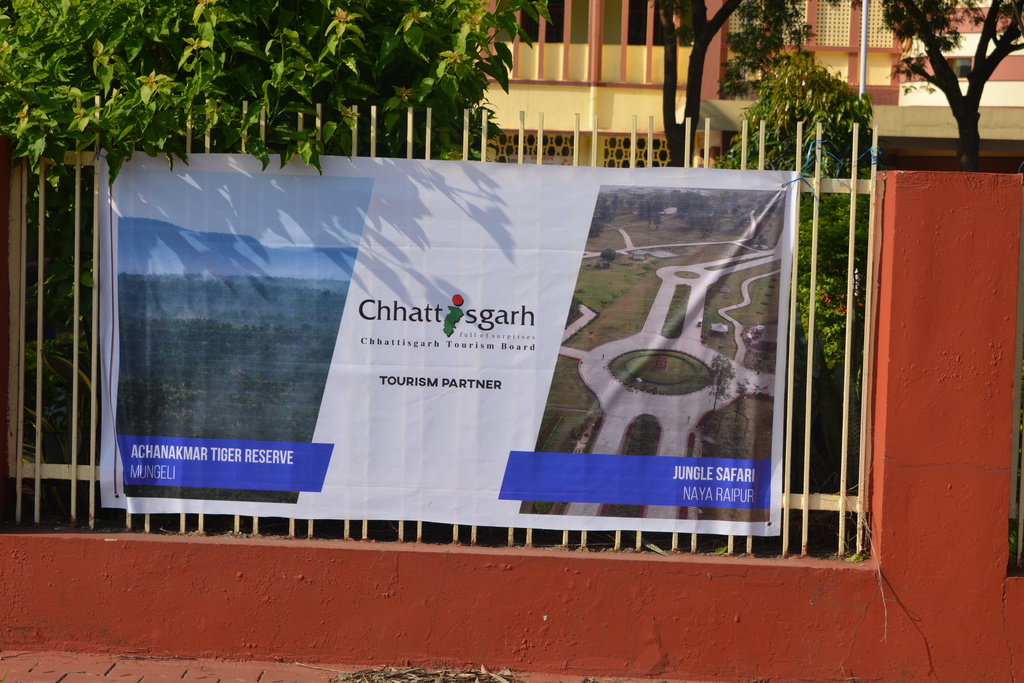 Chhattisgarh
full of surprises
Chhattisgarh Tourism Board
TOURISM PARTNER
ACHANAKMAR TIGER RESERVE
MUNGELI
JUNGLE SAFARI
NAYA RAIPUR